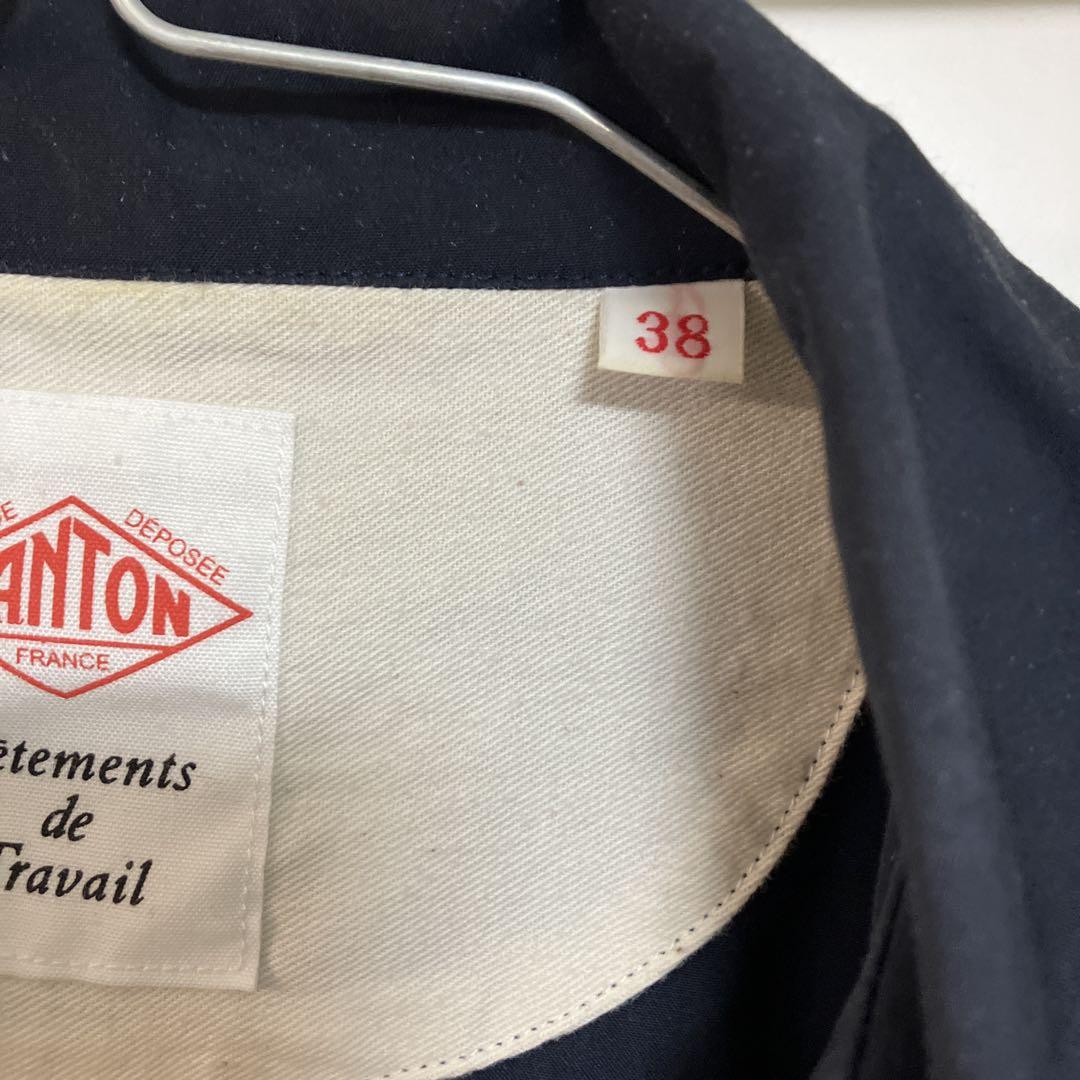 38
DÉPOSÉE
ANTON
FRANCE
êtements
de
Travail